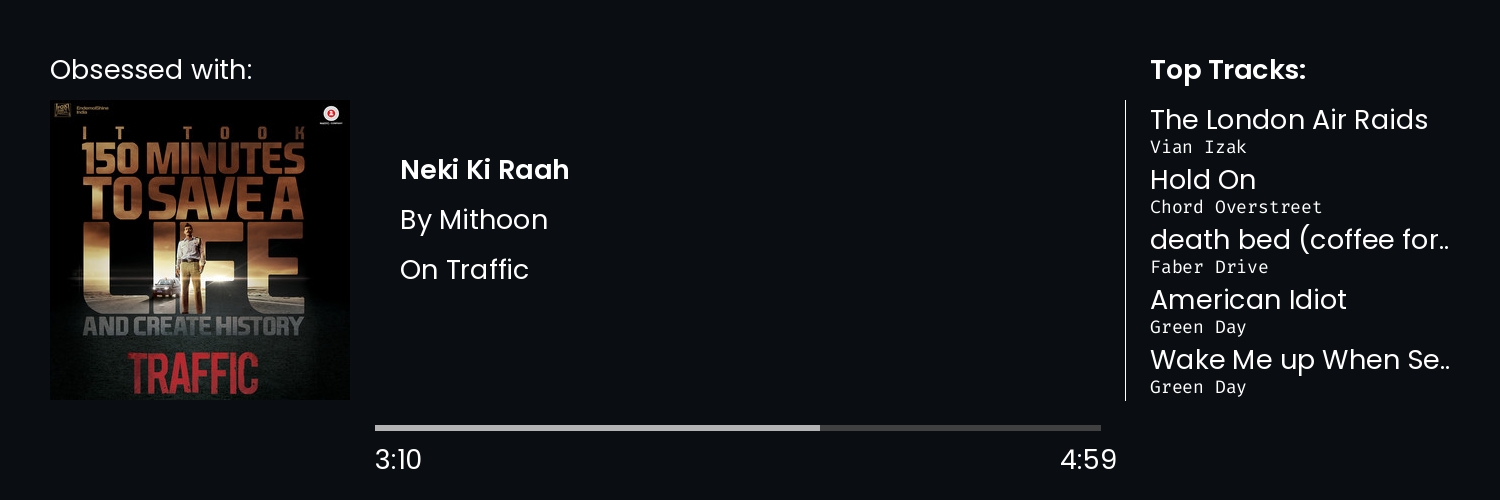 Obsessed with:
EndemolShine
India
IT TOOK
150 MINUTES
TO SAVE A
LIFE
AND CREATE HISTORY
TRAFFIC
Neki Ki Raah
By Mithoon
On Traffic
3:10
4:59
Top Tracks:
The London Air Raids
Vian Izak
Hold On
Chord Overstreet
death bed (coffee for..
Faber Drive
American Idiot
Green Day
Wake Me up When Se..
Green Day